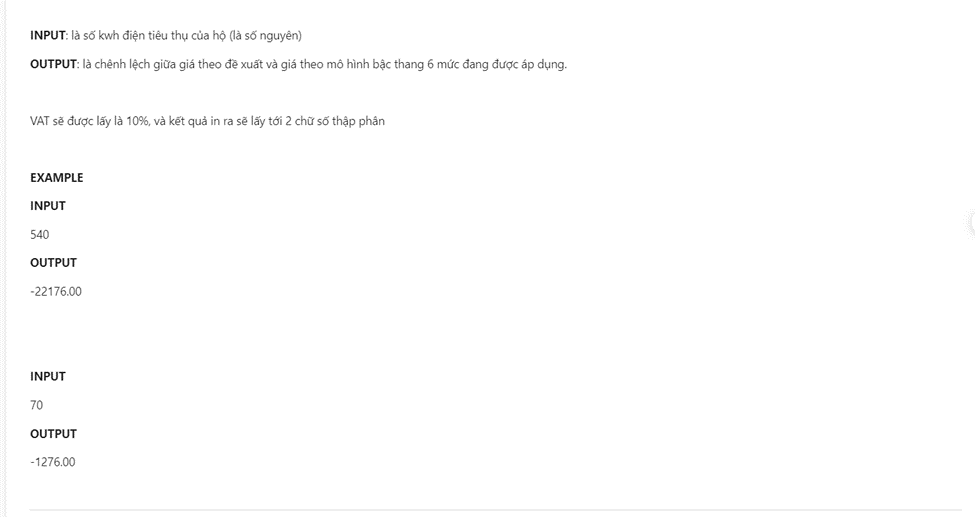 INPUT: là số kwh điện tiêu thụ của hộ (là số nguyên)
OUTPUT: là chênh lệch giữa giá theo đề xuất và giá theo mô hình bậc thang 6 mức đang được áp dụng.
VAT sẽ được lấy là 10%, và kết quả in ra sẽ lấy tới 2 chữ số thập phân
EXAMPLE
INPUT
540
OUTPUT
-22176.00
INPUT
70
OUTPUT
-1276.00